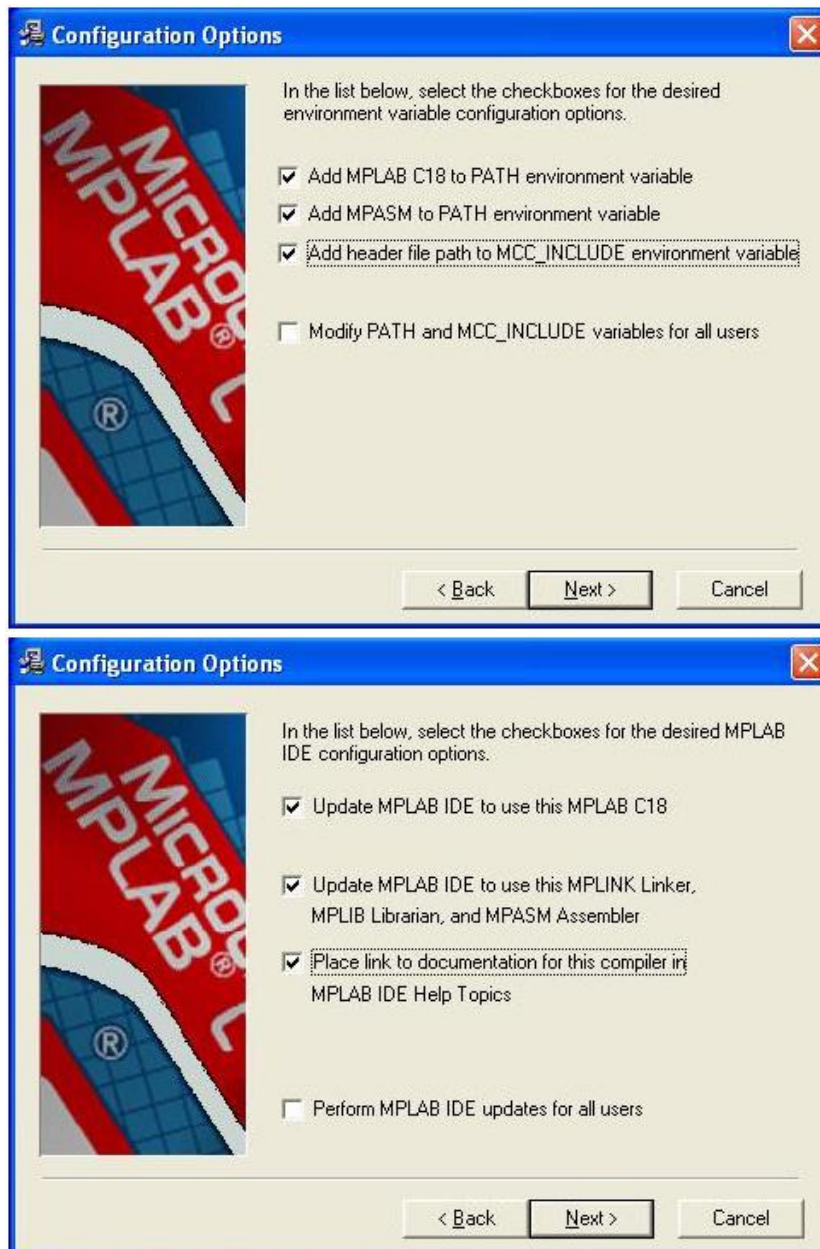 Configuration Options
In the list below, select the checkboxes for the desired
environment variable configuration options.
MICROC
MPLAB®
C
®
Add MPLAB C18 to PATH environment variable
Add MPASM to PATH environment variable
Add header file path to MCC_INCLUDE environment variable
Modify PATH and MCC_INCLUDE variables for all users
< Back
Next >
Cancel
Configuration Options
In the list below, select the checkboxes for the desired MPLAB
IDE configuration options.
MICROC
MPLAB®
C
®
Update MPLAB IDE to use this MPLAB C18
Update MPLAB IDE to use this MPLINK Linker,
MPLIB Librarian, and MPASM Assembler
Place link to documentation for this compiler in
MPLAB IDE Help Topics
Perform MPLAB IDE updates for all users
< Back
Next >
Cancel